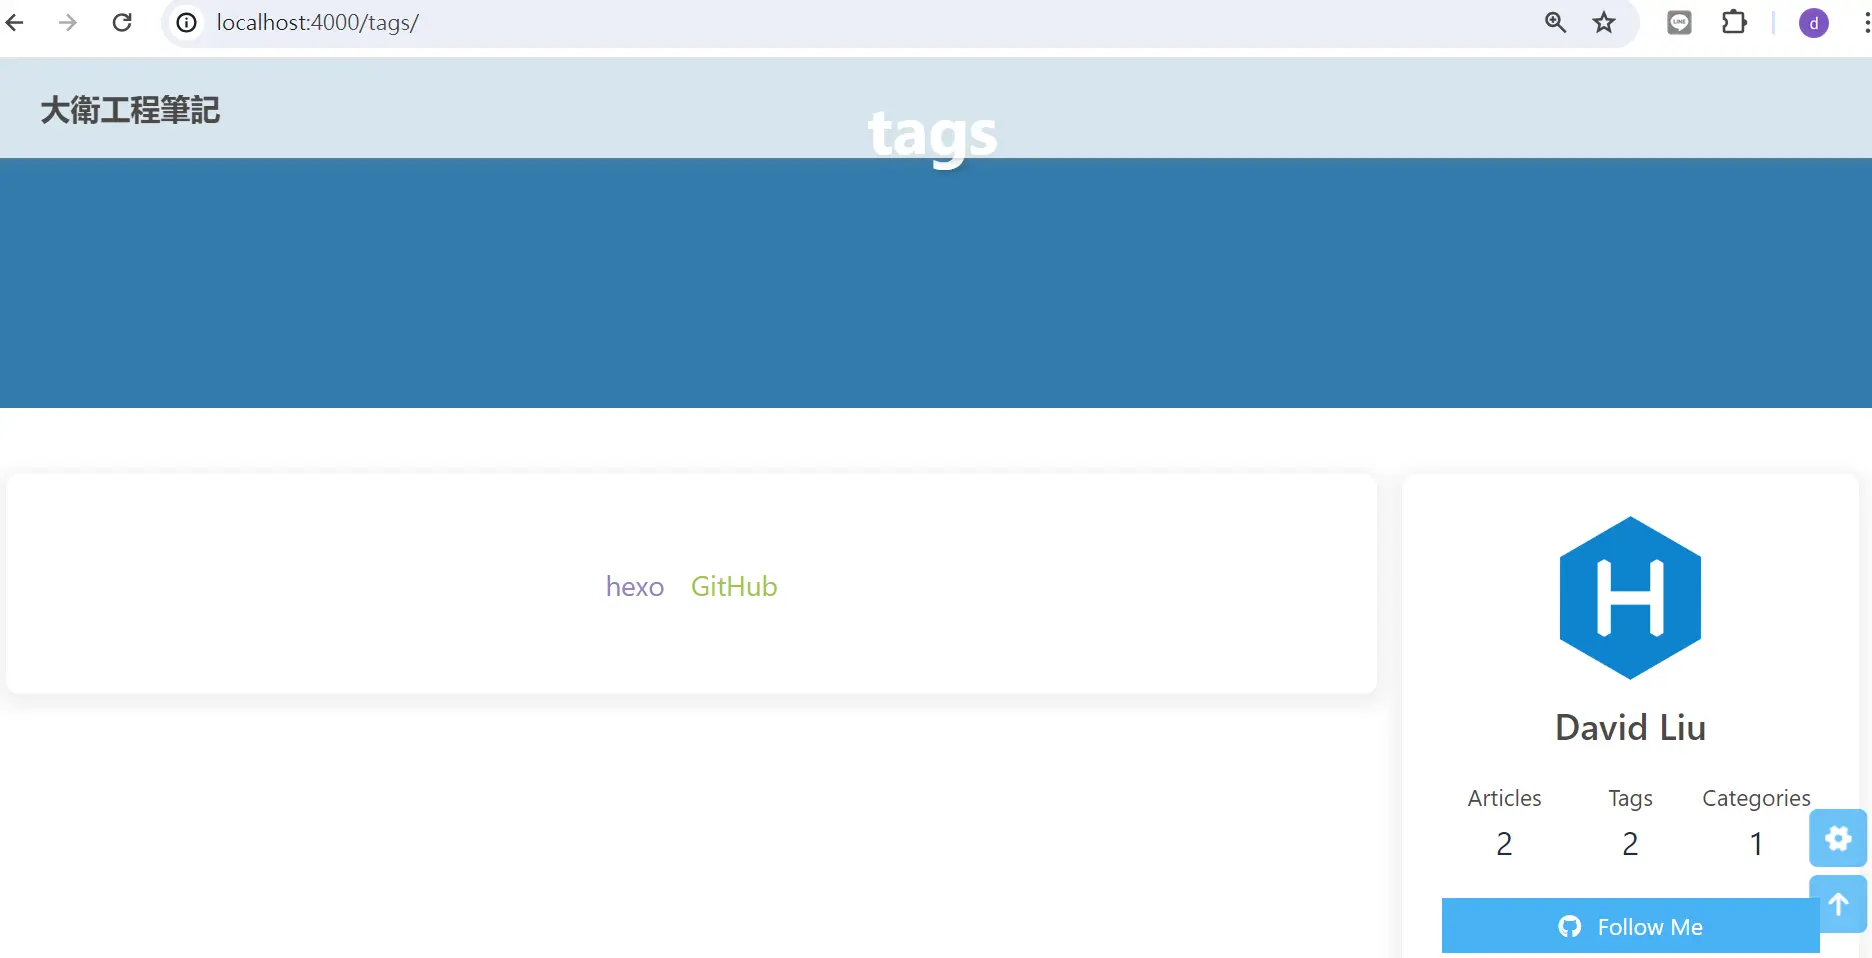 localhost:4000/tags/
LINE
d
大衛工程筆記
tags
hexo GitHub
H
David Liu
Articles Tags Categories
2 2 1
Follow Me